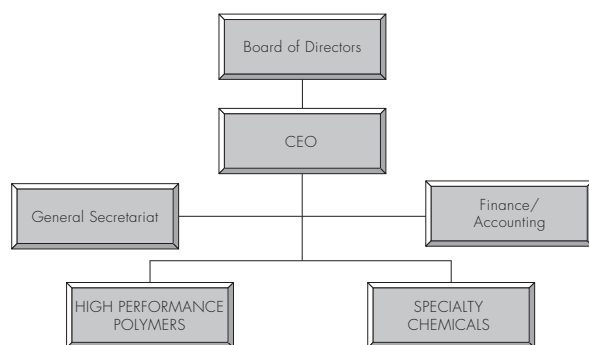 Board of Directors
CEO
General Secretariat
Finance/
Accounting
HIGH PERFORMANCE
POLYMERS
SPECIALTY
CHEMICALS